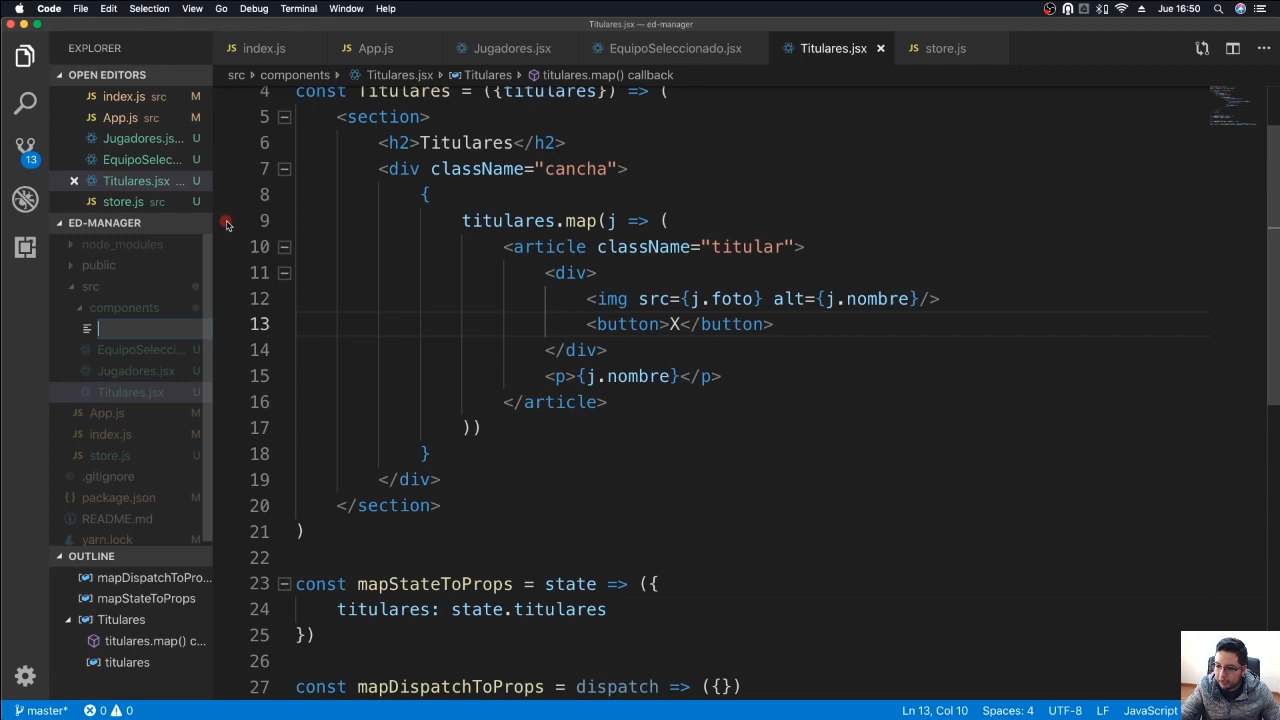 Code File Edit Selection View Go Debug Terminal Window Help Jue 16:50
Titulares.jsx — ed-manager
EXPLORER
OPEN EDITORS
index.js src M
App.js src M
Jugadores.js... U
EquipoSelec... U
Titulares.jsx ... U
store.js src U
ED-MANAGER
node_modules
public
src
components
EquipoSelecci... U
Jugadores.jsx U
Titulares.jsx U
App.js M
index.js M
store.js U
.gitignore
package.json M
README.md
yarn.lock M
OUTLINE
mapDispatchToPro...
mapStateToProps
Titulares
titulares.map() c...
titulares
13
index.js App.js Jugadores.jsx EquipoSeleccionado.jsx Titulares.jsx store.js
src components Titulares.jsx Titulares titulares.map() callback
4 const Titulares = ({titulares}) => (
5 <section>
6 <h2>Titulares</h2>
7 <div className="cancha">
8 {
9 titulares.map(j => (
10 <article className="titular">
11 <div>
12 <img src={j.foto} alt={j.nombre}/>
13 <button>X</button>
14 </div>
15 <p>{j.nombre}</p>
16 </article>
17 ))
18 }
19 </div>
20 </section>
21 )
22
23 const mapStateToProps = state => ({
24 titulares: state.titulares
25 })
26
27 const mapDispatchToProps = dispatch => ({})
master* 0 0 Ln 13, Col 10 Spaces: 4 UTF-8 LF JavaScript